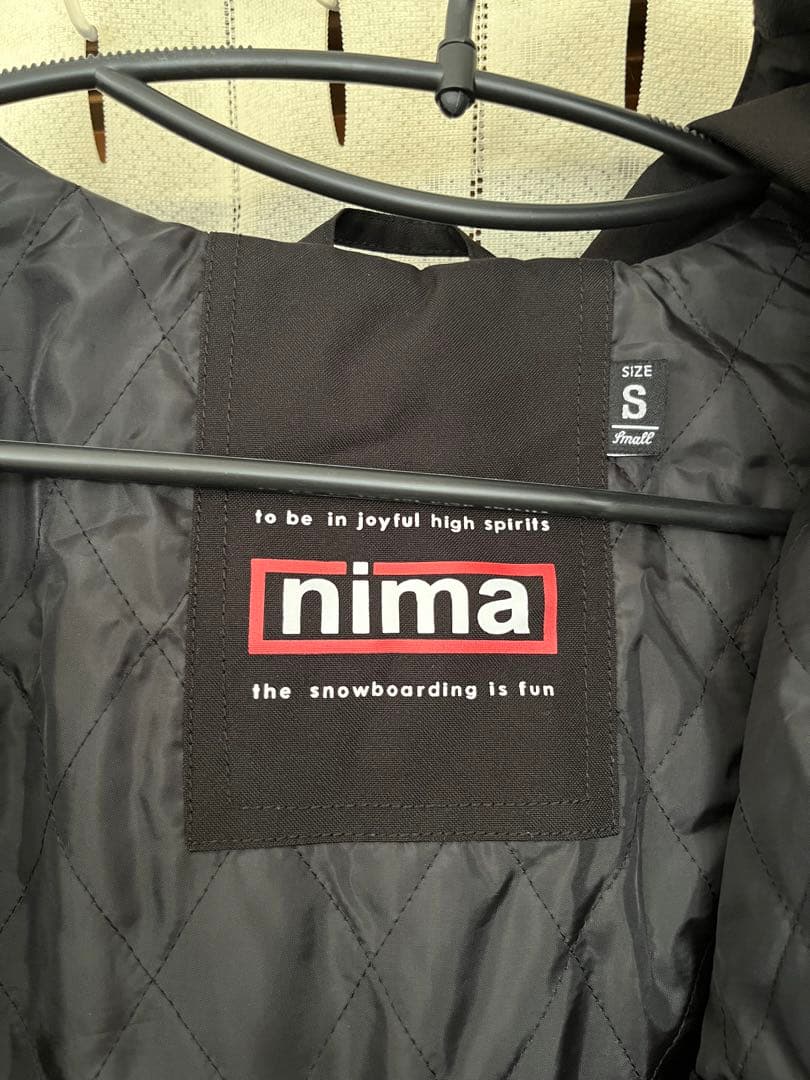 SIZE
S
Small
to be in joyful high spirits
nima
the snowboarding is fun